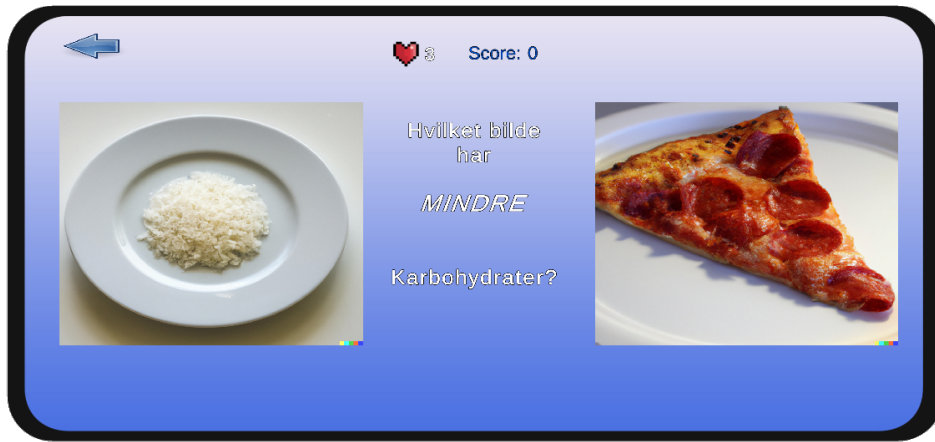 3
Score: 0
Hvilket bilde
har
MINDRE
Karbohydrater?